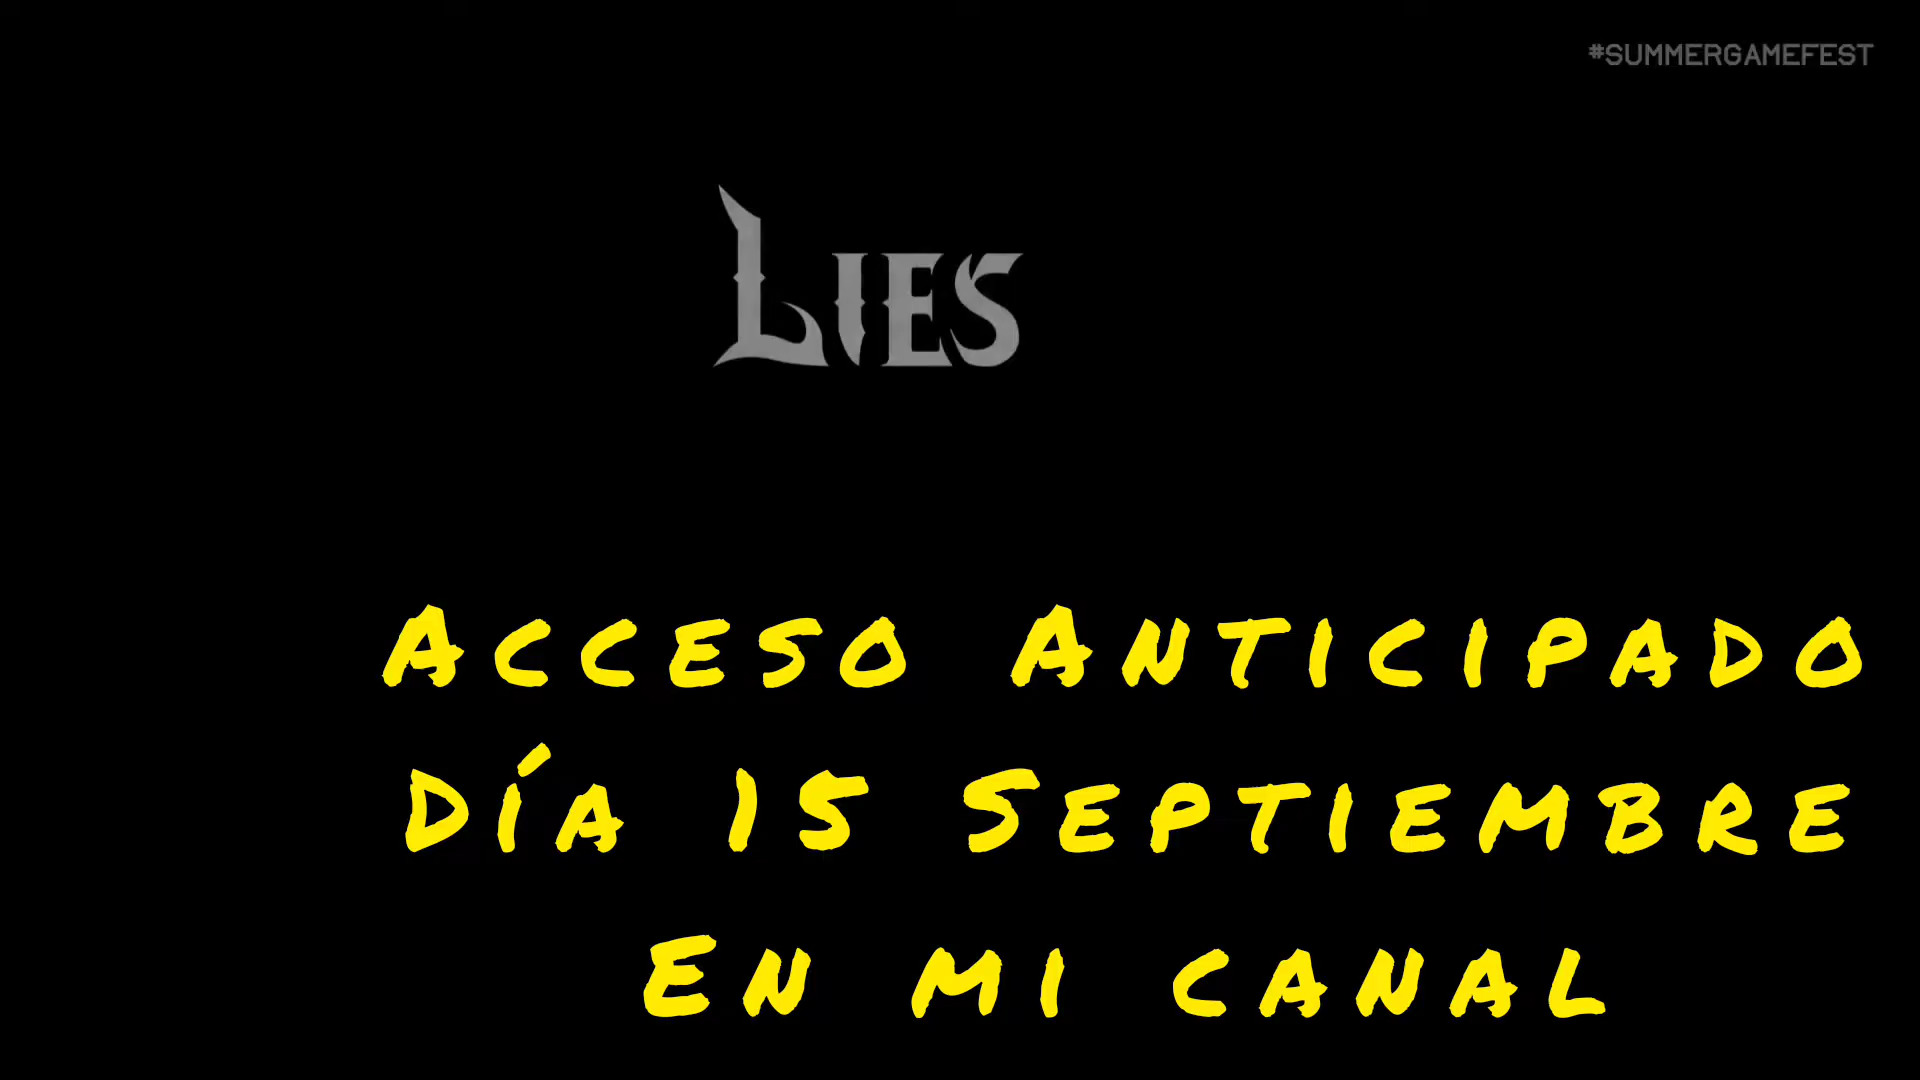 #SUMMERGAMEFEST
LIES
Acceso Anticipado
Día 15 Septiembre
En mi canal